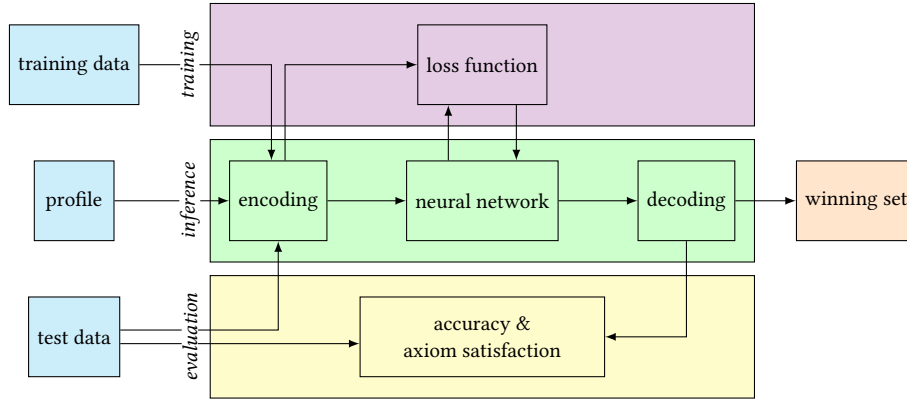 training data
training
loss function
profile
inference
encoding
neural network
decoding
winning set
test data
evaluation
accuracy &
axiom satisfaction